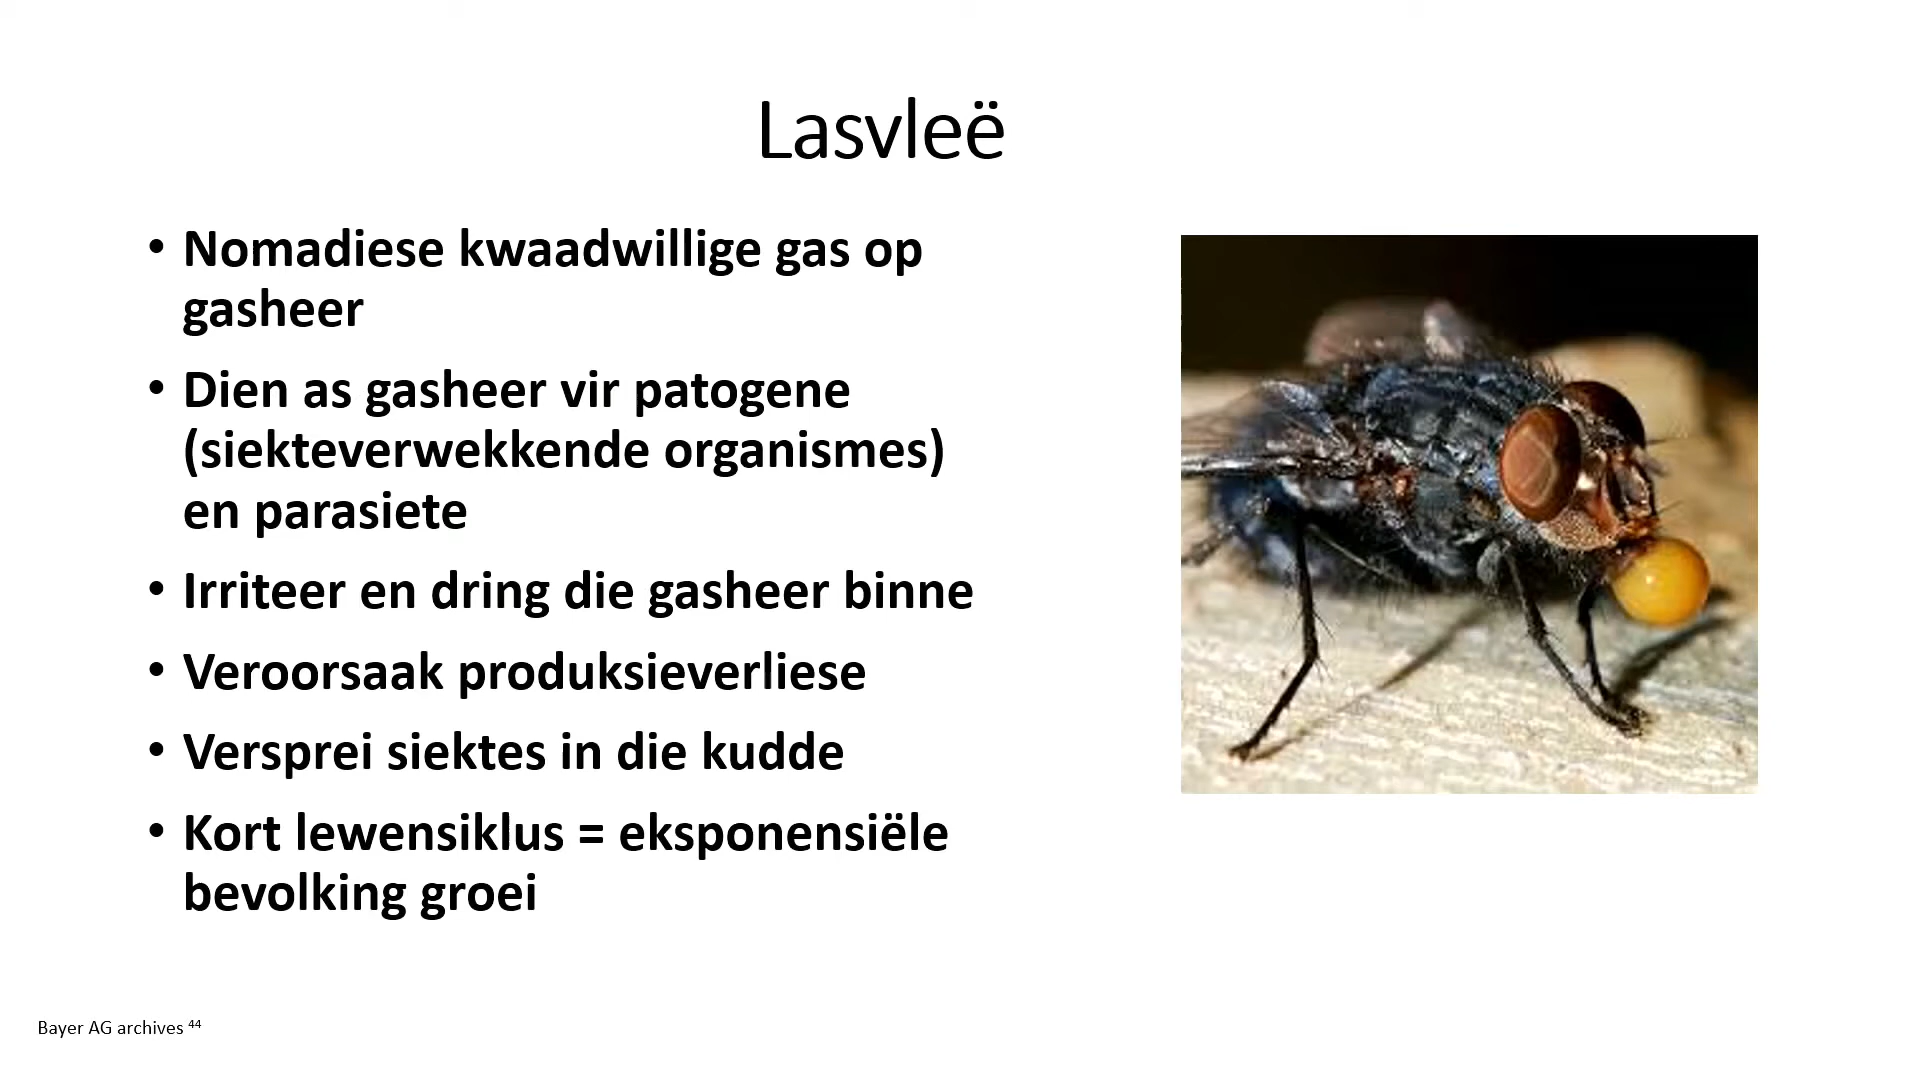 Lasvleë
• Nomadiese kwaadwillige gas op
gasheer
• Dien as gasheer vir patogene
(siekteverwekkende organismes)
en parasiete
• Irriteer en dring die gasheer binne
• Veroorsaak produksieverliese
• Versprei siektes in die kudde
• Kort lewensiklus = eksponensiële
bevolking groei
Bayer AG archives 44